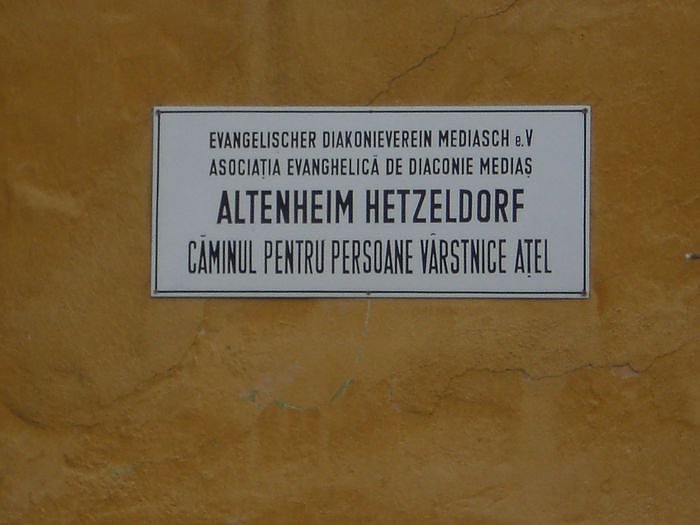 EVANGELISCHER DIAKONIEVEREIN MEDIASCH e.V
ASOCIAȚIA EVANGHELICĂ DE DIACONIE MEDIAȘ
ALTENHEIM HETZELDORF
CĂMINUL PENTRU PERSOANE VÂRSTNICE AȚEL